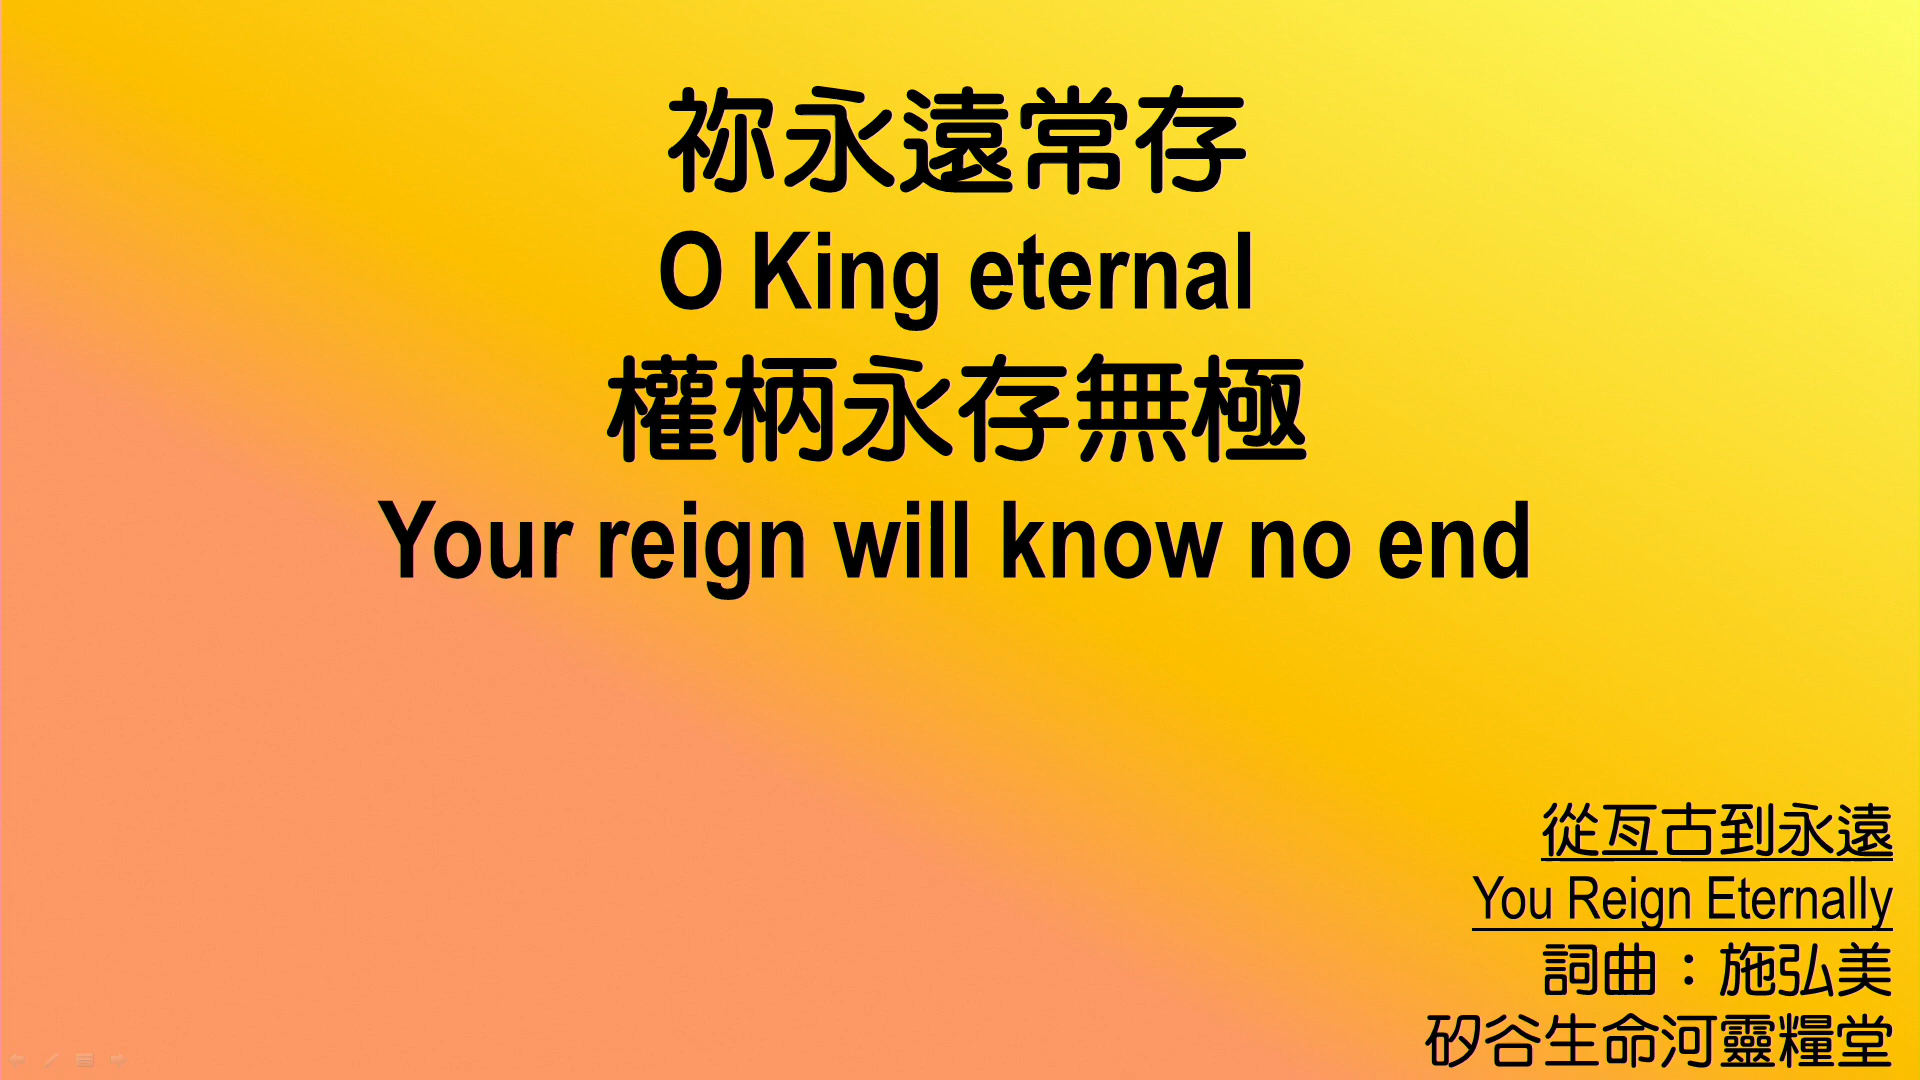 祢永遠常存
O King eternal
權柄永存無極
Your reign will know no end
從亙古到永遠
You Reign Eternally
詞曲：施弘美
矽谷生命河靈糧堂